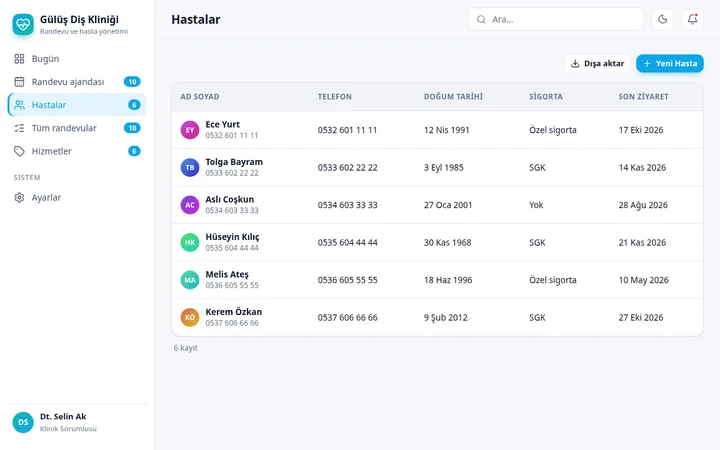 Gülüş Diş Kliniği
Randevu ve hasta yönetimi
Bugün
Randevu ajandası 10
Hastalar 6
Tüm randevular 10
Hizmetler 6
SİSTEM
Ayarlar
DS Dt. Selin Ak
Klinik Sorumlusu
Hastalar
Ara…
Dışa aktar
Yeni Hasta
AD SOYAD TELEFON DOĞUM TARİHİ SİGORTA SON ZİYARET
EY Ece Yurt 0532 601 11 11 12 Nis 1991 Özel sigorta 17 Eki 2026
0532 601 11 11
TB Tolga Bayram 0533 602 22 22 3 Eyl 1985 SGK 14 Kas 2026
0533 602 22 22
AC Aslı Coşkun 0534 603 33 33 27 Oca 2001 Yok 28 Ağu 2026
0534 603 33 33
HK Hüseyin Kılıç 0535 604 44 44 30 Kas 1968 SGK 21 Kas 2026
0535 604 44 44
MA Melis Ateş 0536 605 55 55 18 Haz 1996 Özel sigorta 10 May 2026
0536 605 55 55
KÖ Kerem Özkan 0537 606 66 66 9 Şub 2012 SGK 27 Eki 2026
0537 606 66 66
6 kayıt